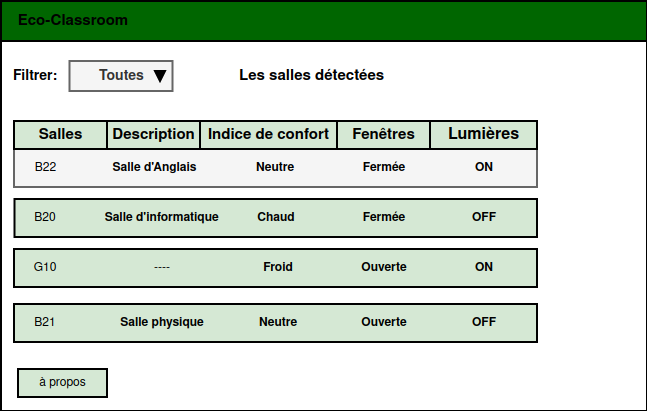 Eco-Classroom
Filtrer: Toutes ▼ Les salles détectées
Salles Description Indice de confort Fenêtres Lumières
B22 Salle d'Anglais Neutre Fermée ON
B20 Salle d'informatique Chaud Fermée OFF
G10 ---- Froid Ouverte ON
B21 Salle physique Neutre Ouverte OFF
à propos